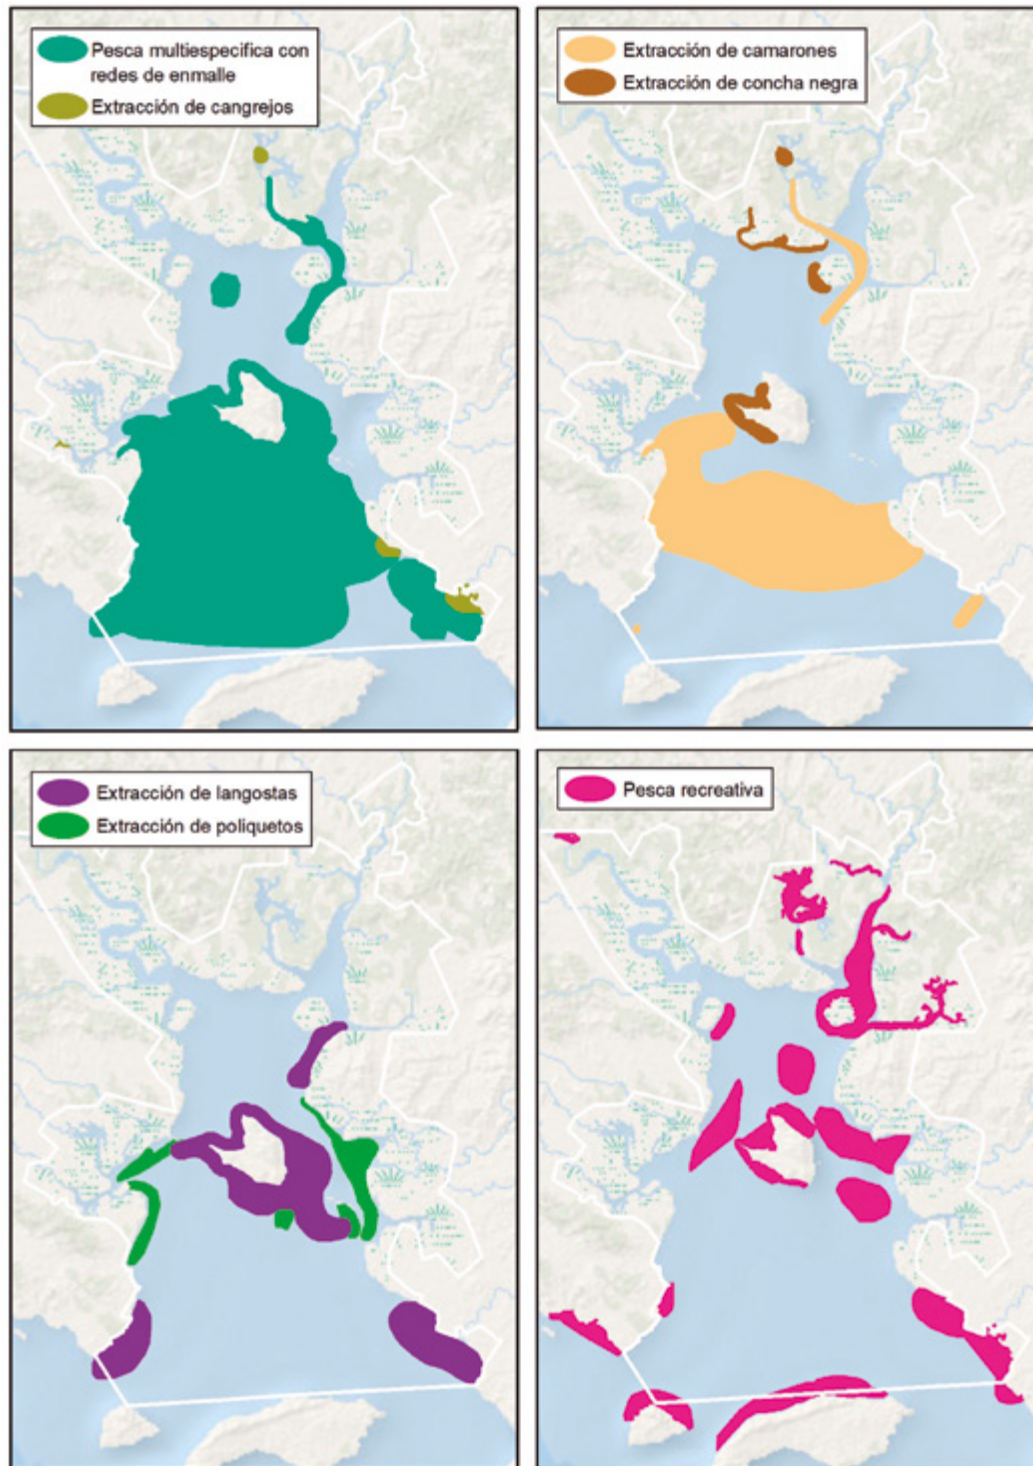 Pesca multiespecifica con
redes de enmalle
Extracción de cangrejos
Extracción de camarones
Extracción de concha negra
Extracción de langostas
Extracción de poliquetos
Pesca recreativa